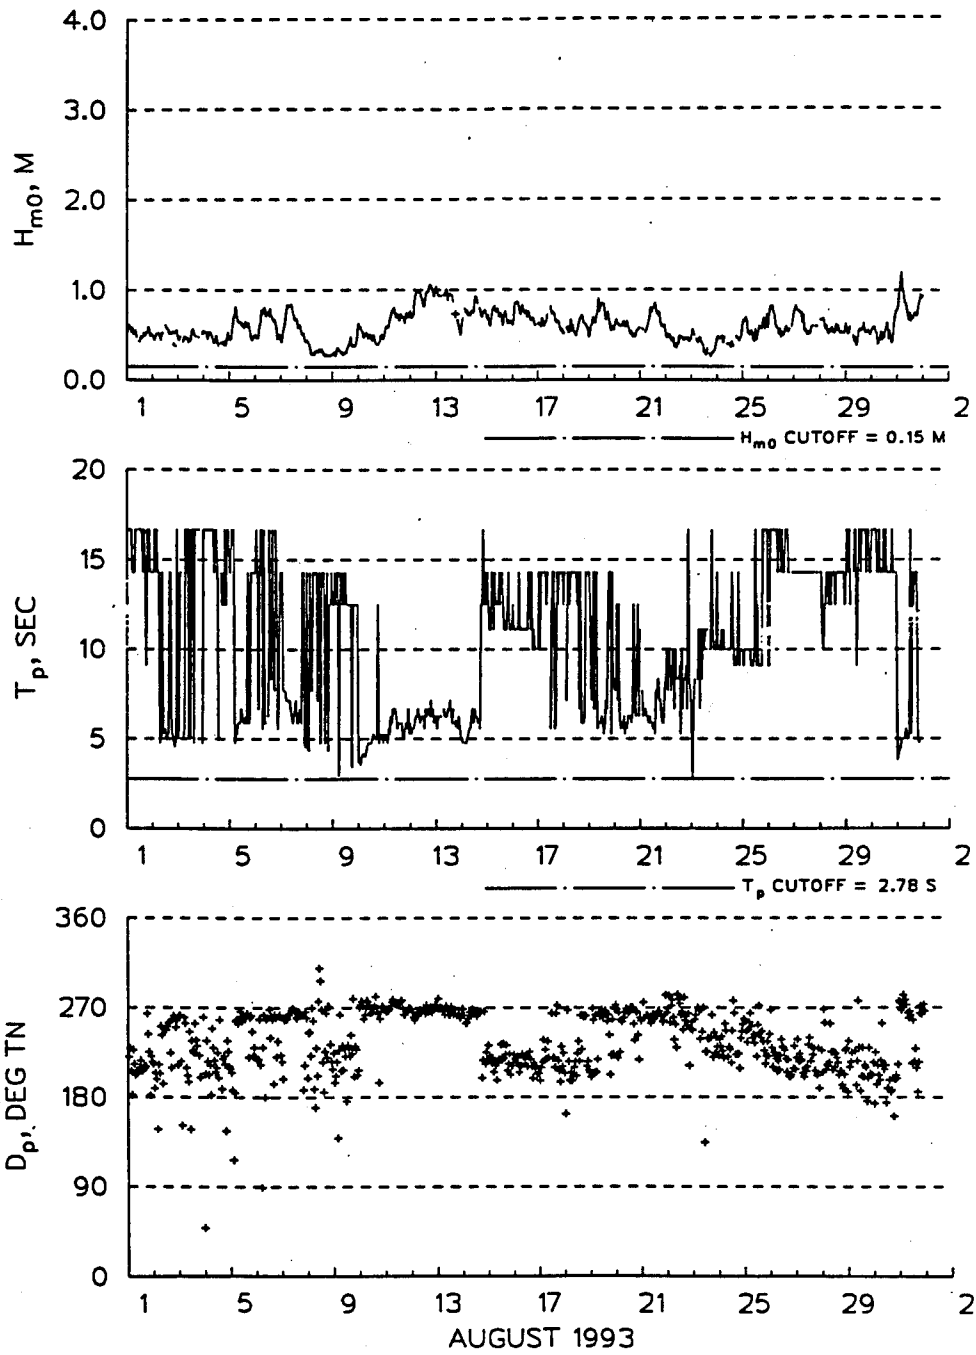 4.0
3.0
2.0
1.0
0.0
Hm0, M
1 5 9 13 17 21 25 29 2
Hm0 CUTOFF = 0.15 M
20
15
10
5
0
Tp, SEC
1 5 9 13 17 21 25 29 2
Tp CUTOFF = 2.78 S
360
270
180
90
0
Dp, DEG TN
1 5 9 13 17 21 25 29 2
AUGUST 1993